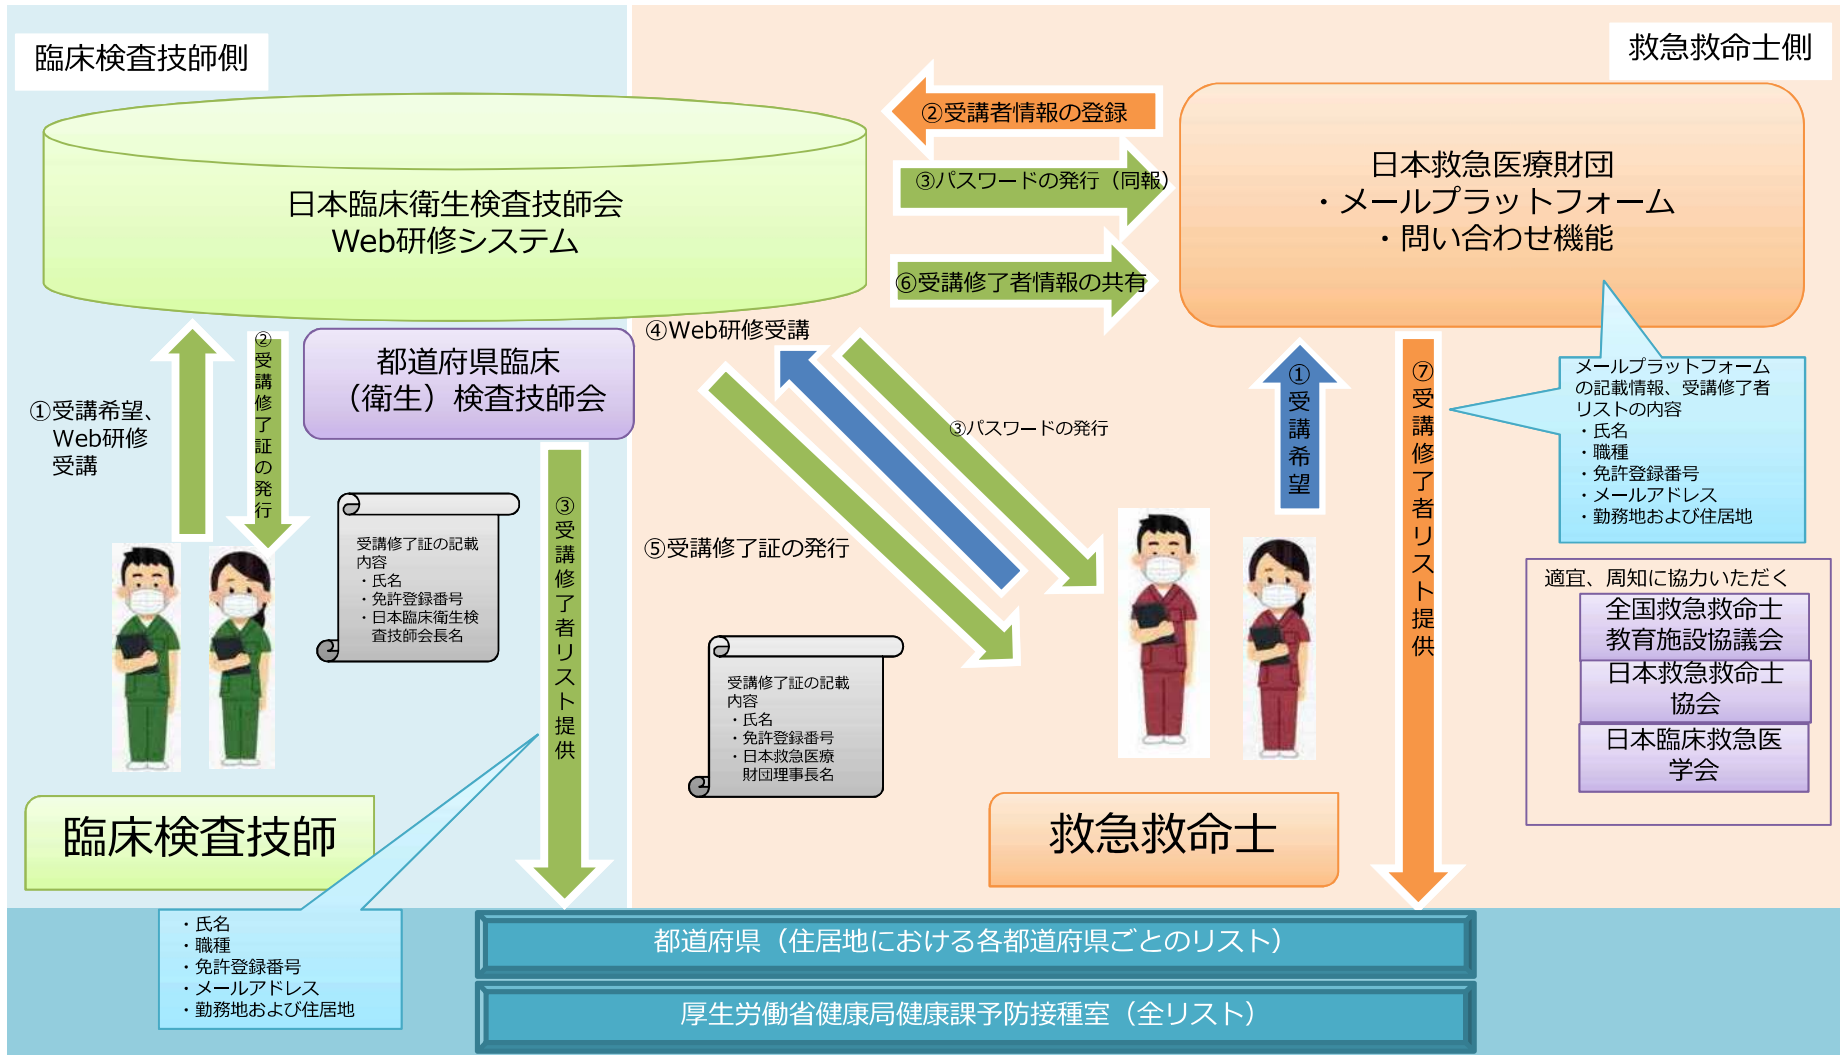 臨床検査技師側
救急救命士側
日本臨床衛生検査技師会
Web研修システム
②受講者情報の登録
③パスワードの発行（同報）
⑥受講修了者情報の共有
日本救急医療財団
・メールプラットフォーム
・問い合わせ機能
①受講希望、
Web研修
受講
②受講修了証の発行
都道府県臨床
（衛生）検査技師会
④Web研修受講
③パスワードの発行
⑤受講修了証の発行
①受講希望
⑦受講修了者リスト提供
メールプラットフォーム
の記載情報、受講修了者
リストの内容
・氏名
・職種
・免許登録番号
・メールアドレス
・勤務地および住居地
受講修了証の記載
内容
・氏名
・免許登録番号
・日本臨床衛生検
査技師会長名
③受講修了者リスト提供
受講修了証の記載
内容
・氏名
・免許登録番号
・日本救急医療
財団理事長名
適宜、周知に協力いただく
全国救急救命士
教育施設協議会
日本救急救命士
協会
日本臨床救急医
学会
臨床検査技師
救急救命士
・氏名
・職種
・免許登録番号
・メールアドレス
・勤務地および住居地
都道府県（住居地における各都道府県ごとのリスト）
厚生労働省健康局健康課予防接種室（全リスト）